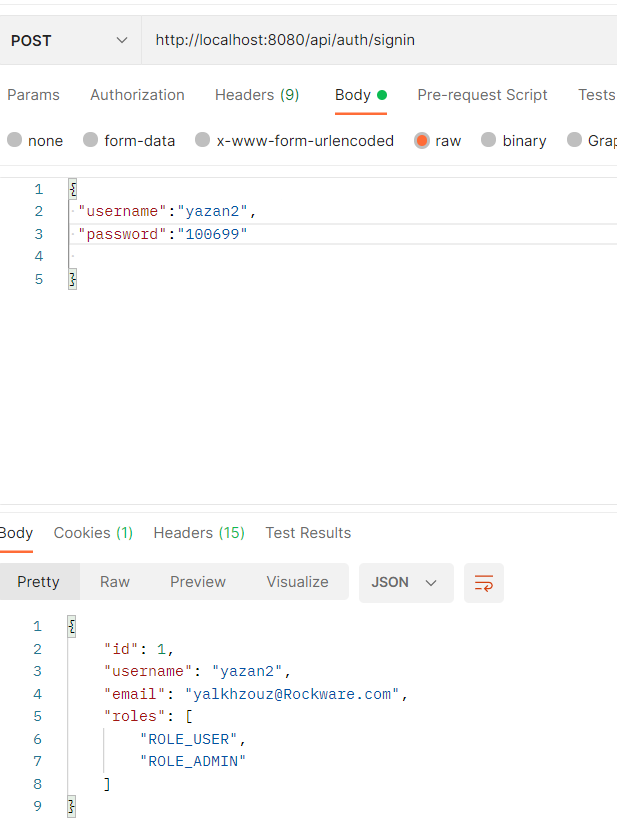 POST http://localhost:8080/api/auth/signin
Params Authorization Headers (9) Body Pre-request Script Tests
none form-data x-www-form-urlencoded raw binary
1 {
2 "username":"yazan2",
3 "password":"100699"
4
5 }
Body Cookies (1) Headers (15) Test Results
Pretty Raw Preview Visualize JSON
1 {
2 "id": 1,
3 "username": "yazan2",
4 "email": "yalkhzouz@Rockware.com",
5 "roles": [
6 "ROLE_USER",
7 "ROLE_ADMIN"
8 ]
9 }